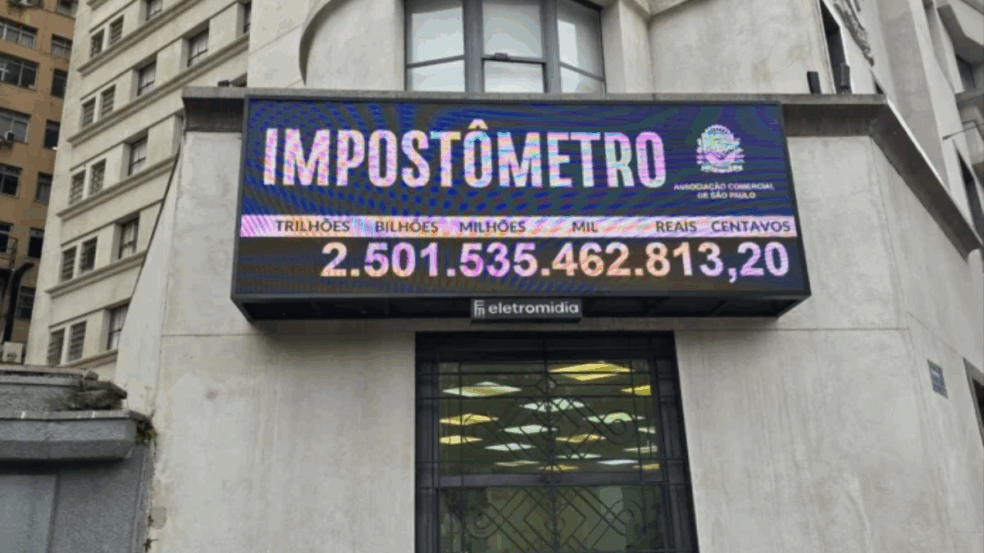 IMPOSTÔMETRO
ASSOCIAÇÃO COMERCIAL
DE SÃO PAULO
TRILHÕES BILHÕES MILHÕES MIL REAIS CENTAVOS
2.501.535.462.813,20
eletromidia